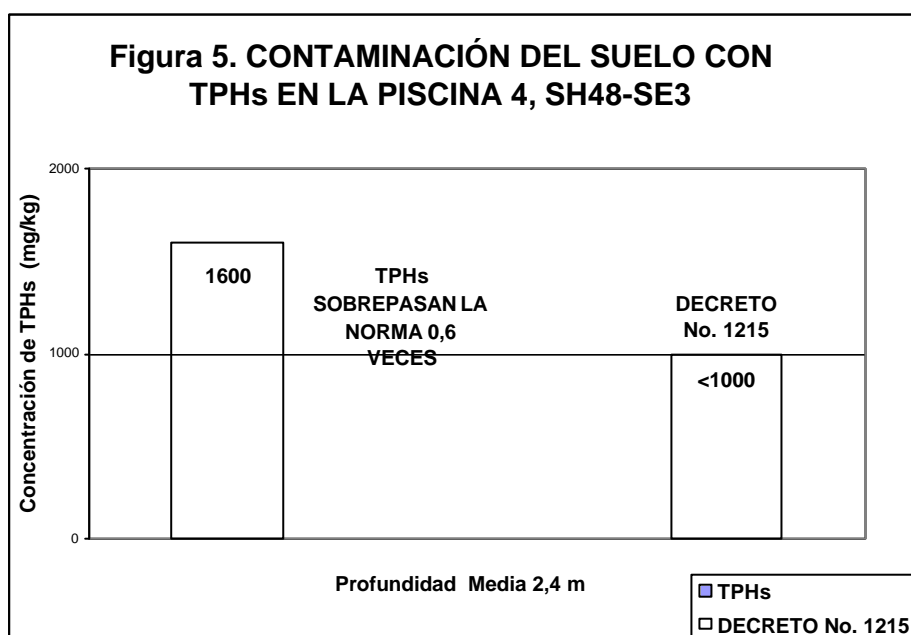 Figura 5. CONTAMINACIÓN DEL SUELO CON
TPHs EN LA PISCINA 4, SH48-SE3
Concentración de TPHs (mg/kg)
2000
1000
0
1600
TPHs
SOBREPASAN LA
NORMA 0,6
VECES
DECRETO
No. 1215
<1000
Profundidad Media 2,4 m
TPHs
DECRETO No. 1215